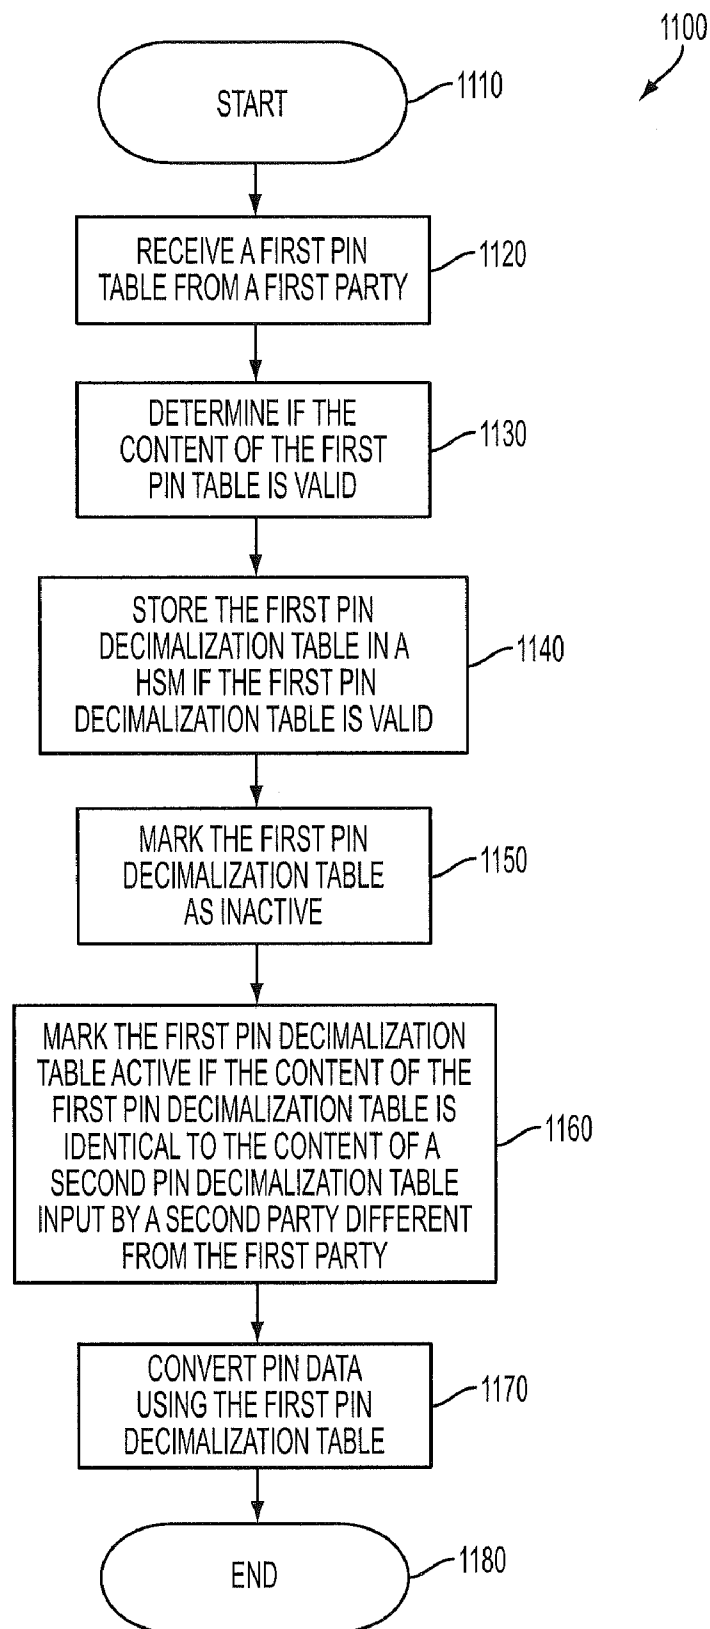 1100
START
1110
RECEIVE A FIRST PIN
TABLE FROM A FIRST PARTY
1120
DETERMINE IF THE
CONTENT OF THE FIRST
PIN TABLE IS VALID
1130
STORE THE FIRST PIN
DECIMALIZATION TABLE IN A
HSM IF THE FIRST PIN
DECIMALIZATION TABLE IS VALID
1140
MARK THE FIRST PIN
DECIMALIZATION TABLE
AS INACTIVE
1150
MARK THE FIRST PIN DECIMALIZATION
TABLE ACTIVE IF THE CONTENT OF THE
FIRST PIN DECIMALIZATION TABLE IS
IDENTICAL TO THE CONTENT OF A
SECOND PIN DECIMALIZATION TABLE
INPUT BY A SECOND PARTY DIFFERENT
FROM THE FIRST PARTY
1160
CONVERT PIN DATA
USING THE FIRST PIN
DECIMALIZATION TABLE
1170
END
1180